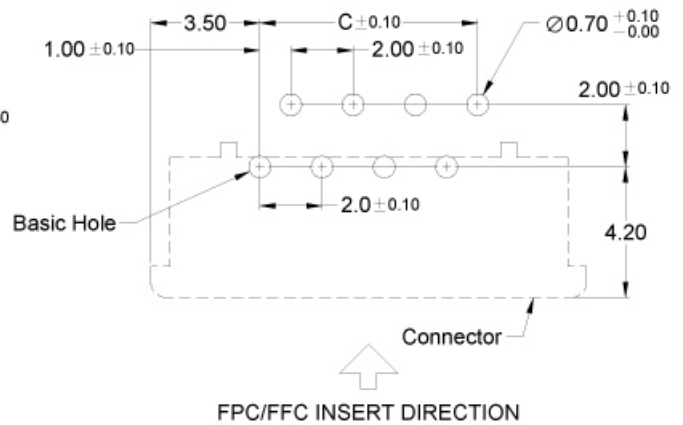 3.50
C±0.10
Ø0.70 +0.10 -0.00
1.00 ±0.10
2.00 ±0.10
2.00 ±0.10
0
2.0 ±0.10
Basic Hole
4.20
Connector
FPC/FFC INSERT DIRECTION